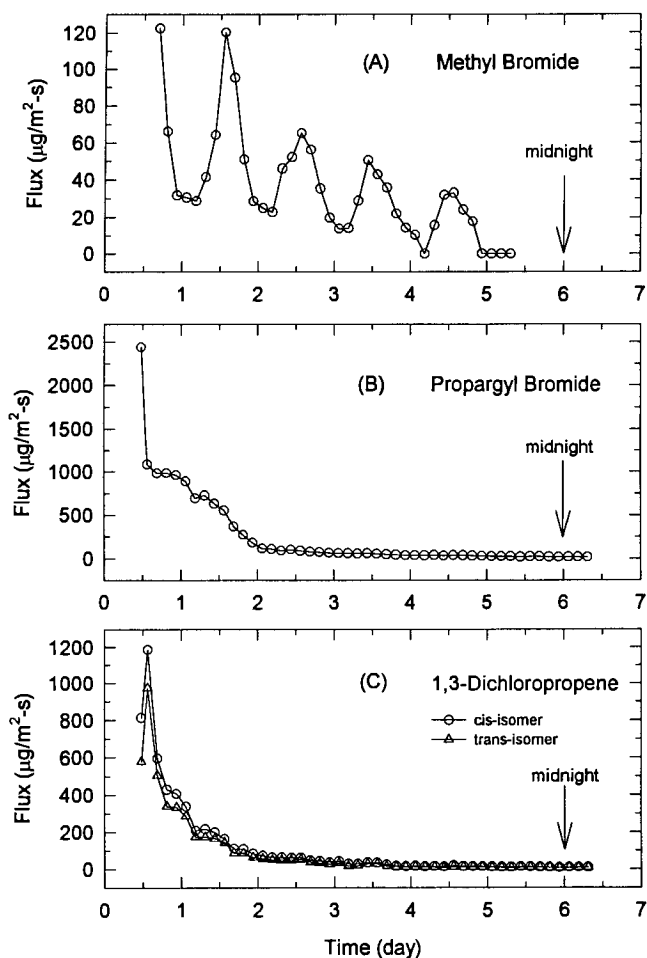 (A) Methyl Bromide
Flux (µg/m²-s)
120
100
80
60
40
20
0
midnight
0 1 2 3 4 5 6 7
(B) Propargyl Bromide
Flux (µg/m²-s)
2500
2000
1500
1000
500
0
midnight
0 1 2 3 4 5 6 7
(C) 1,3-Dichloropropene
cis-isomer
trans-isomer
Flux (µg/m²-s)
1200
1000
800
600
400
200
0
midnight
0 1 2 3 4 5 6 7
Time (day)